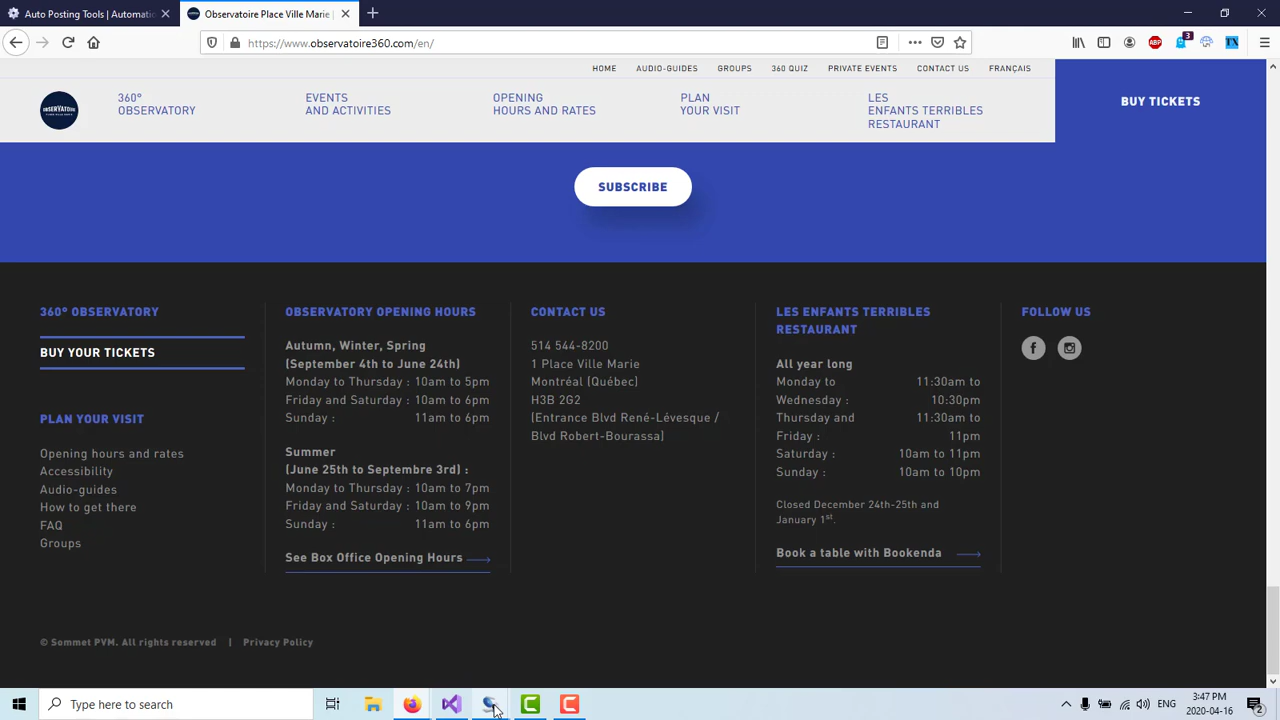 Auto Posting Tools | Automatic
Observatoire Place Ville Marie |
https://www.observatoire360.com/en/
3
HOME AUDIO-GUIDES GROUPS 360 QUIZ PRIVATE EVENTS CONTACT US FRANÇAIS
360°
OBSERVATORY
EVENTS
AND ACTIVITIES
OPENING
HOURS AND RATES
PLAN
YOUR VISIT
LES
ENFANTS TERRIBLES
RESTAURANT
BUY TICKETS
SUBSCRIBE
360° OBSERVATORY
BUY YOUR TICKETS
PLAN YOUR VISIT
Opening hours and rates
Accessibility
Audio-guides
How to get there
FAQ
Groups
OBSERVATORY OPENING HOURS
Autumn, Winter, Spring
(September 4th to June 24th)
Monday to Thursday : 10am to 5pm
Friday and Saturday : 10am to 6pm
Sunday : 11am to 6pm
Summer
(June 25th to Septembre 3rd) :
Monday to Thursday : 10am to 7pm
Friday and Saturday : 10am to 9pm
Sunday : 11am to 6pm
See Box Office Opening Hours
CONTACT US
514 544-8200
1 Place Ville Marie
Montréal (Québec)
H3B 2G2
(Entrance Blvd René-Lévesque /
Blvd Robert-Bourassa)
LES ENFANTS TERRIBLES
RESTAURANT
All year long
Monday to 11:30am to
Wednesday : 10:30pm
Thursday and 11:30am to
Friday : 11pm
Saturday : 10am to 11pm
Sunday : 10am to 10pm
Closed December 24th-25th and
January 1st.
Book a table with Bookenda
FOLLOW US
© Sommet PVM. All rights reserved | Privacy Policy
Type here to search
ENG
3:47 PM
2020-04-16
2